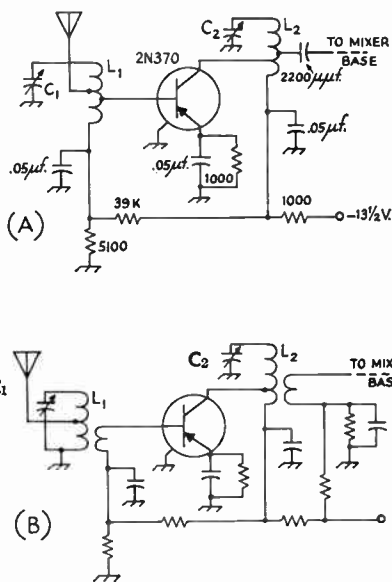 L₂
C₂
2N370
TO MIXER
BASE
L₁
C₁
2200μμf.
.05μf.
.05μf.
.05μf.
1000
(A)
39K
1000
-13½V.
5100
L₂
C₂
TO MIX
BAS
L₁
(B)